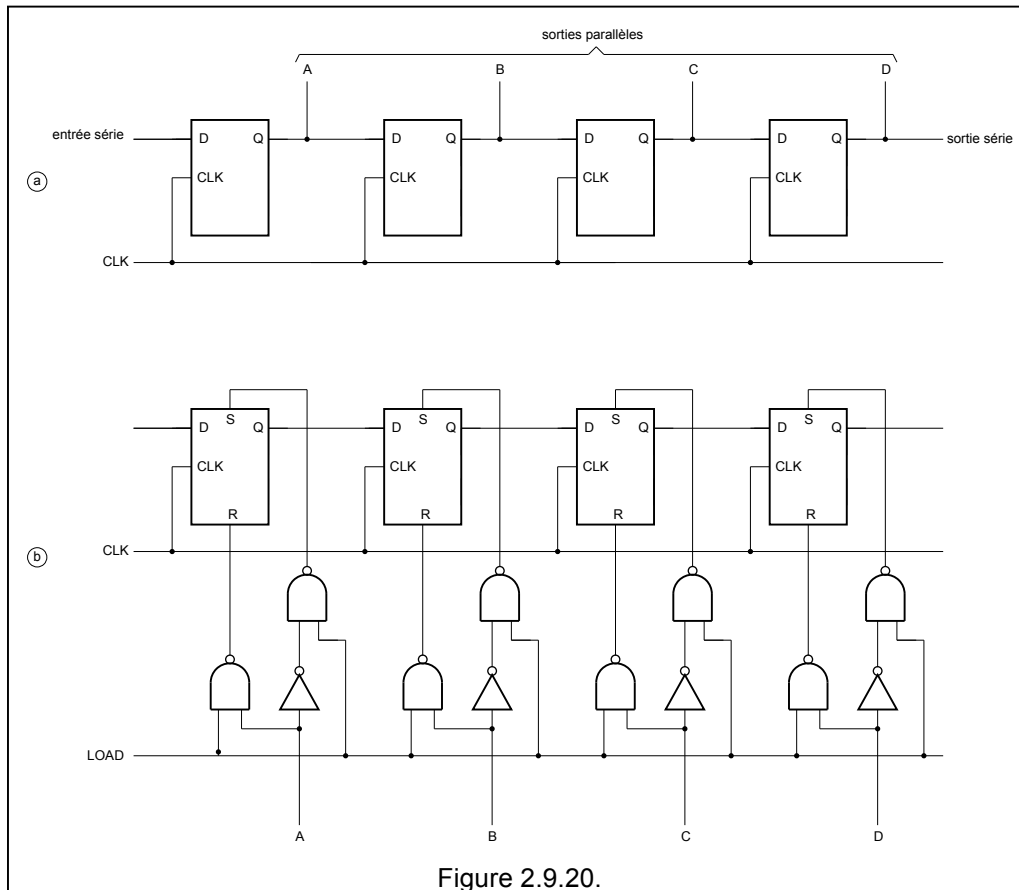 sorties parallèles
A B C D
entrée série D Q D Q D Q D Q sortie série
a CLK CLK CLK CLK
CLK
S S S S
D Q D Q D Q D Q
CLK CLK CLK CLK
R R R R
b CLK
LOAD
A B C D
Figure 2.9.20.